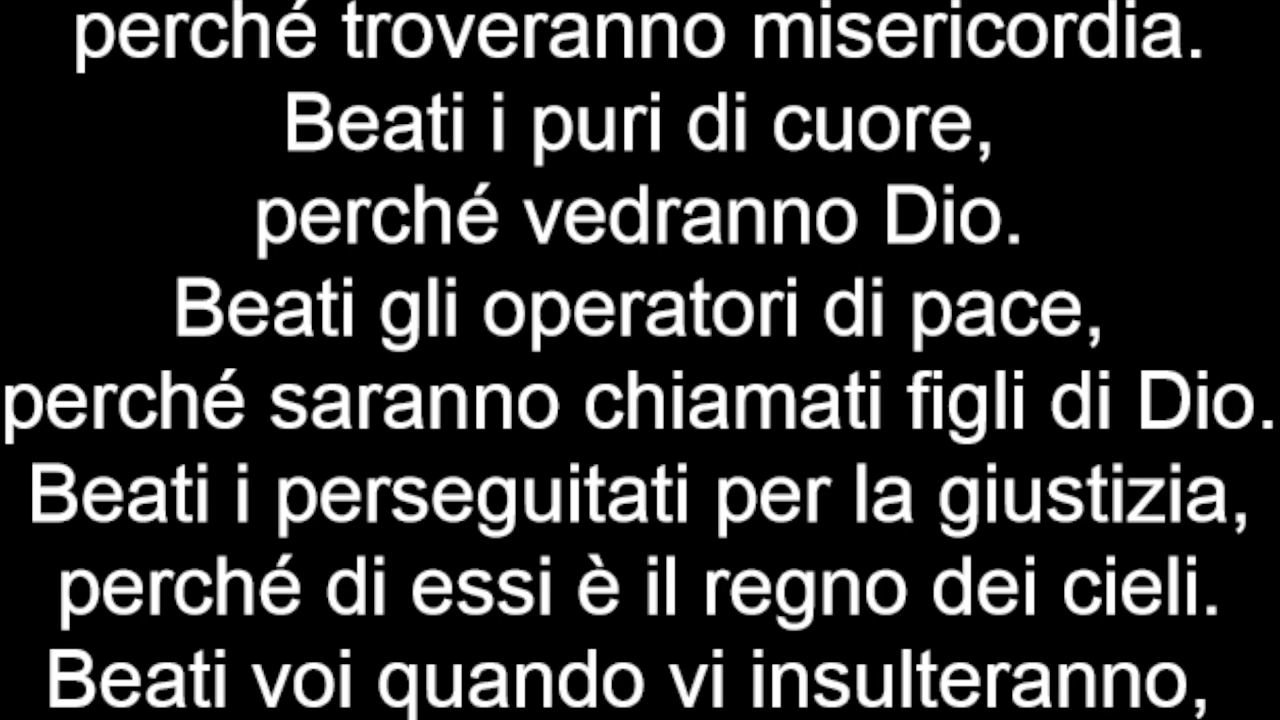 perché troveranno misericordia.
Beati i puri di cuore,
perché vedranno Dio.
Beati gli operatori di pace,
perché saranno chiamati figli di Dio.
Beati i perseguitati per la giustizia,
perché di essi è il regno dei cieli.
Beati voi quando vi insulteranno,